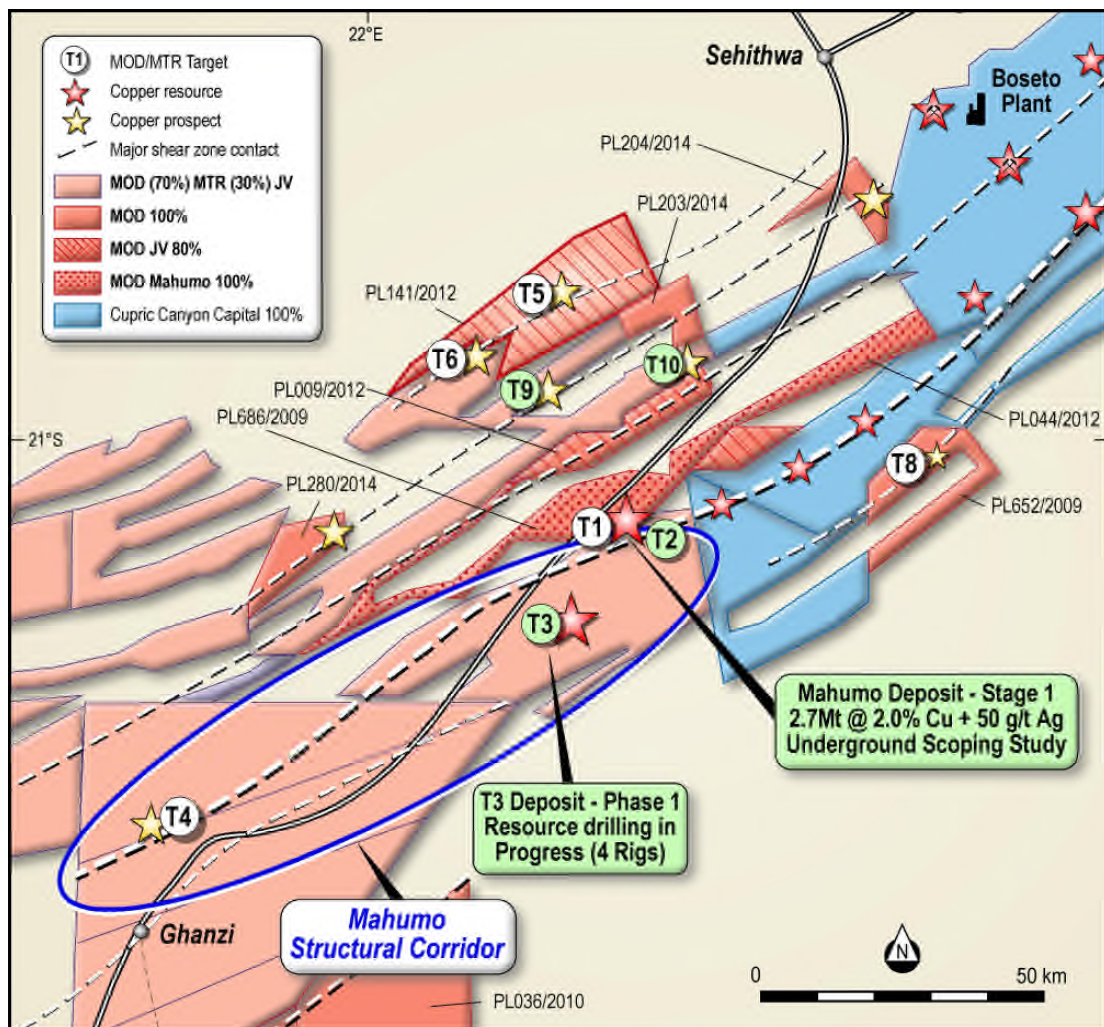 22°E
Sehithwa
T1 MOD/MTR Target
Copper resource
Copper prospect
Major shear zone contact
MOD (70%) MTR (30%) JV
MOD 100%
MOD JV 80%
MOD Mahumo 100%
Cupric Canyon Capital 100%
Boseto
Plant
PL204/2014
PL203/2014
PL141/2012
T5
T6
T9
T10
PL009/2012
PL686/2009
21°S
PL044/2012
T8
PL280/2014
PL652/2009
T1
T2
T3
Mahumo Deposit - Stage 1
2.7Mt @ 2.0% Cu + 50 g/t Ag
Underground Scoping Study
T4
T3 Deposit - Phase 1
Resource drilling in
Progress (4 Rigs)
Mahumo
Structural Corridor
Ghanzi
N
0 50 km
PL036/2010